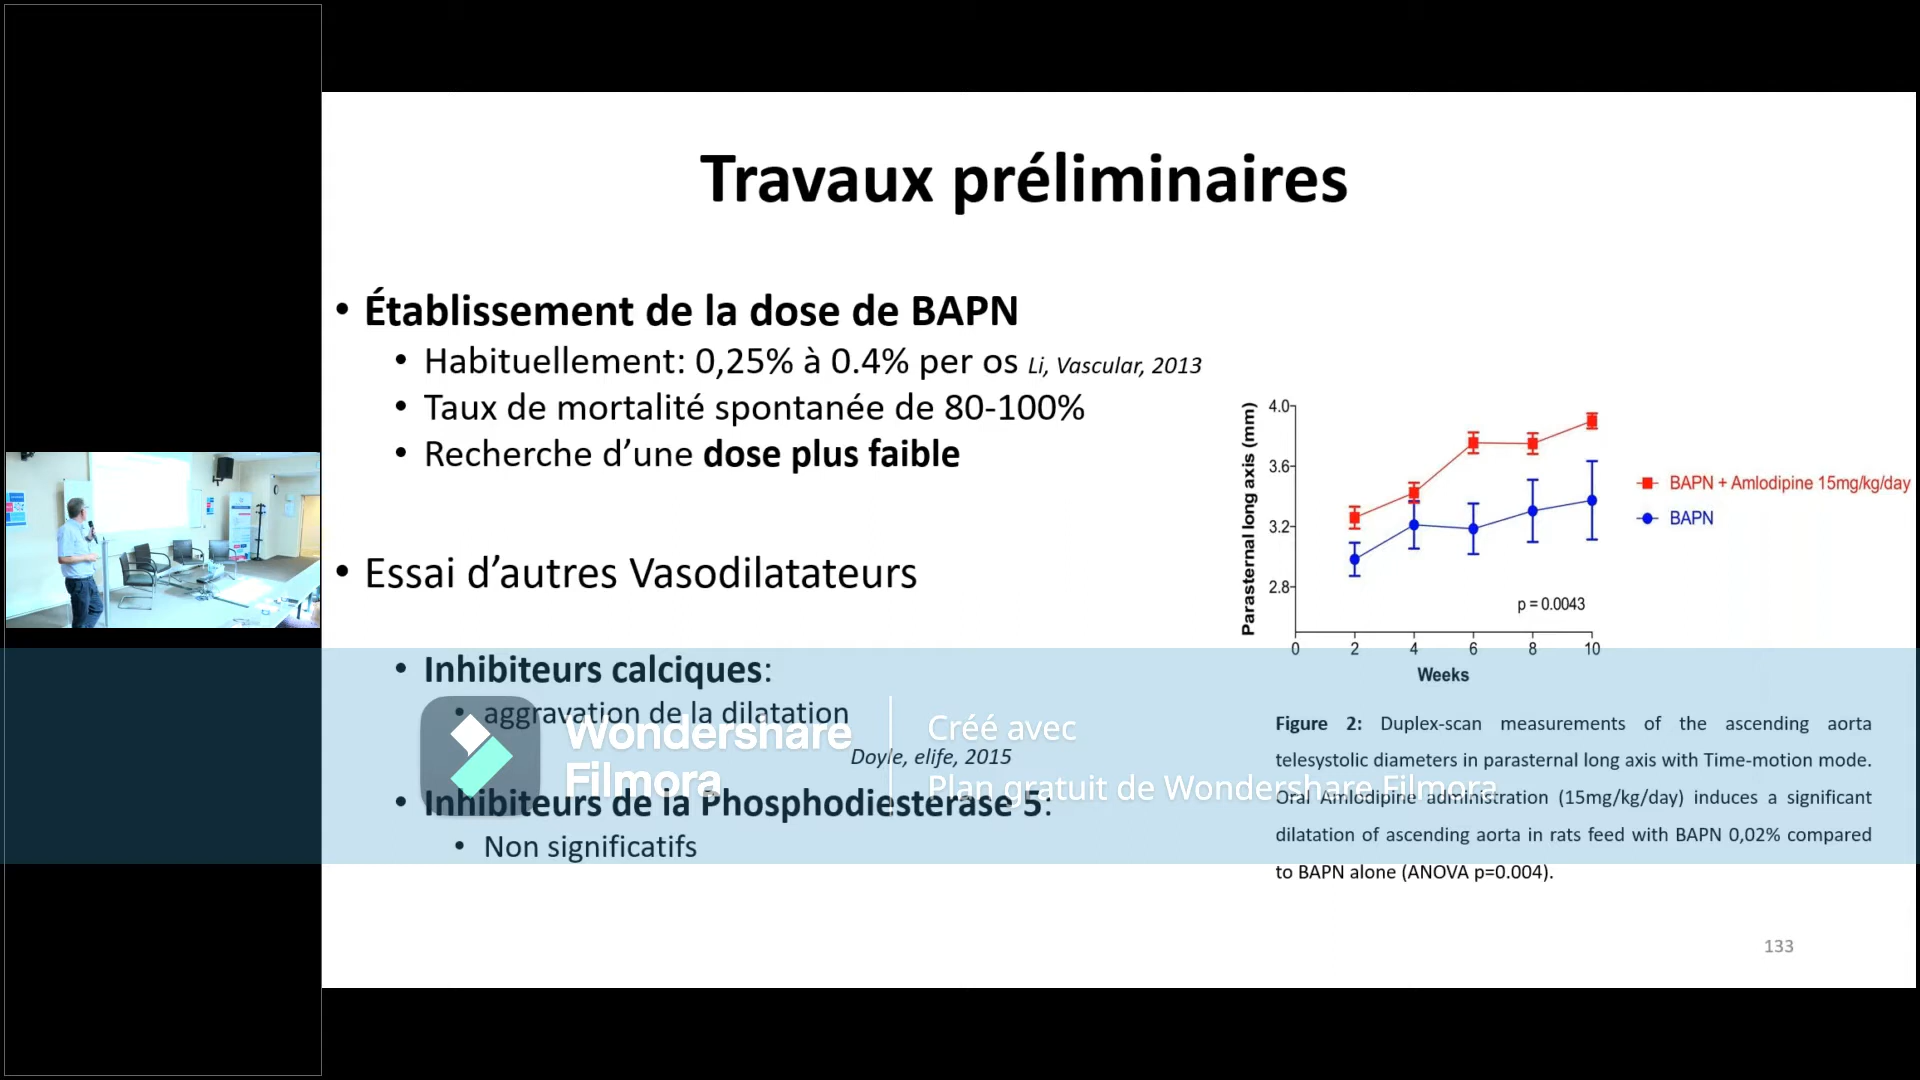 Travaux préliminaires
• Établissement de la dose de BAPN
• Habituellement: 0,25% à 0.4% per os Li, Vascular, 2013
• Taux de mortalité spontanée de 80-100%
• Recherche d’une dose plus faible
• Essai d’autres Vasodilatateurs
• Inhibiteurs calciques:
• aggravation de la dilatation
Doyle, elife, 2015
• Inhibiteurs de la Phosphodiesterase 5:
• Non significatifs
Parasternal long axis (mm)
4.0
3.6
3.2
2.8
0 2 4 6 8 10
Weeks
p = 0.0043
BAPN + Amlodipine 15mg/kg/day
BAPN
Figure 2: Duplex-scan measurements of the ascending aorta
telesystolic diameters in parasternal long axis with Time-motion mode.
Oral Amlodipine administration (15mg/kg/day) induces a significant
dilatation of ascending aorta in rats feed with BAPN 0,02% compared
to BAPN alone (ANOVA p=0.004).
133
Wondershare
Filmora
Créé avec
Plan gratuit de Wondershare Filmora